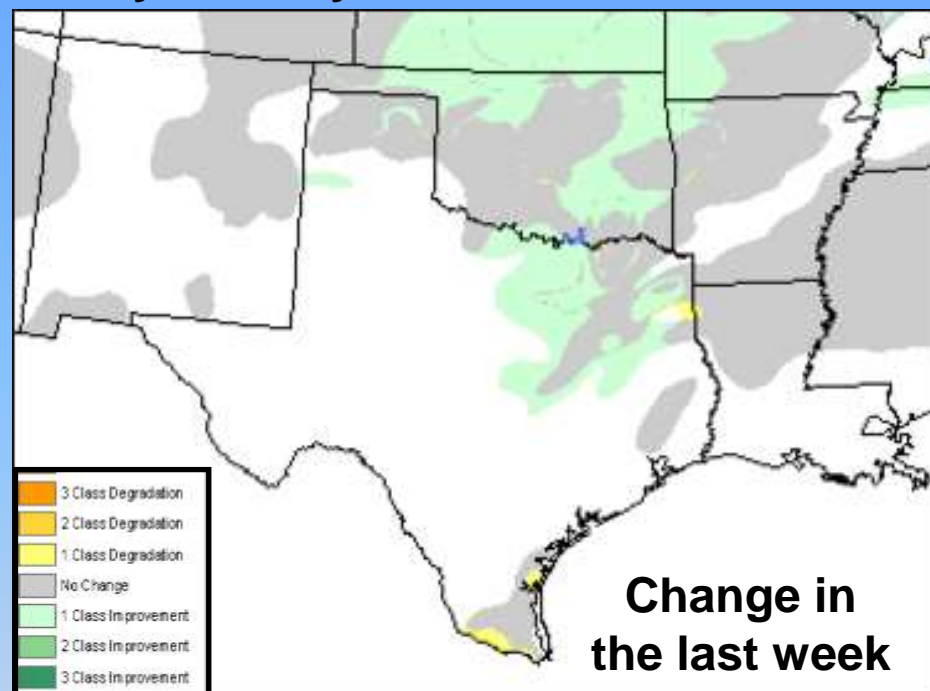 3 Class Degradation
2 Class Degradation
1 Class Degradation
No Change
1 Class Improvement
2 Class Improvement
3 Class Improvement
Change in
the last week